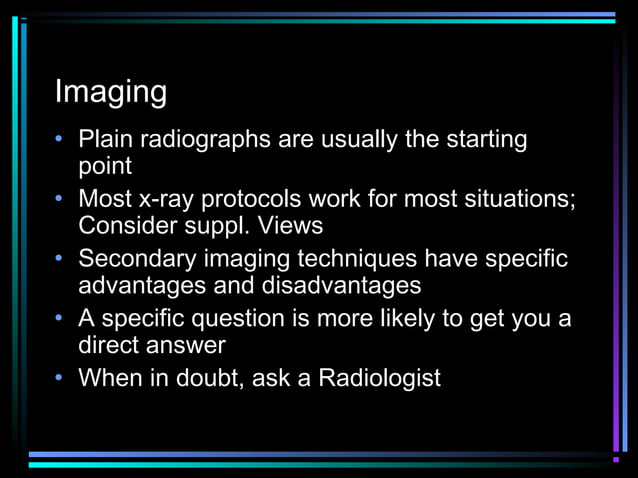 Imaging
• Plain radiographs are usually the starting
point
• Most x-ray protocols work for most situations;
Consider suppl. Views
• Secondary imaging techniques have specific
advantages and disadvantages
• A specific question is more likely to get you a
direct answer
• When in doubt, ask a Radiologist